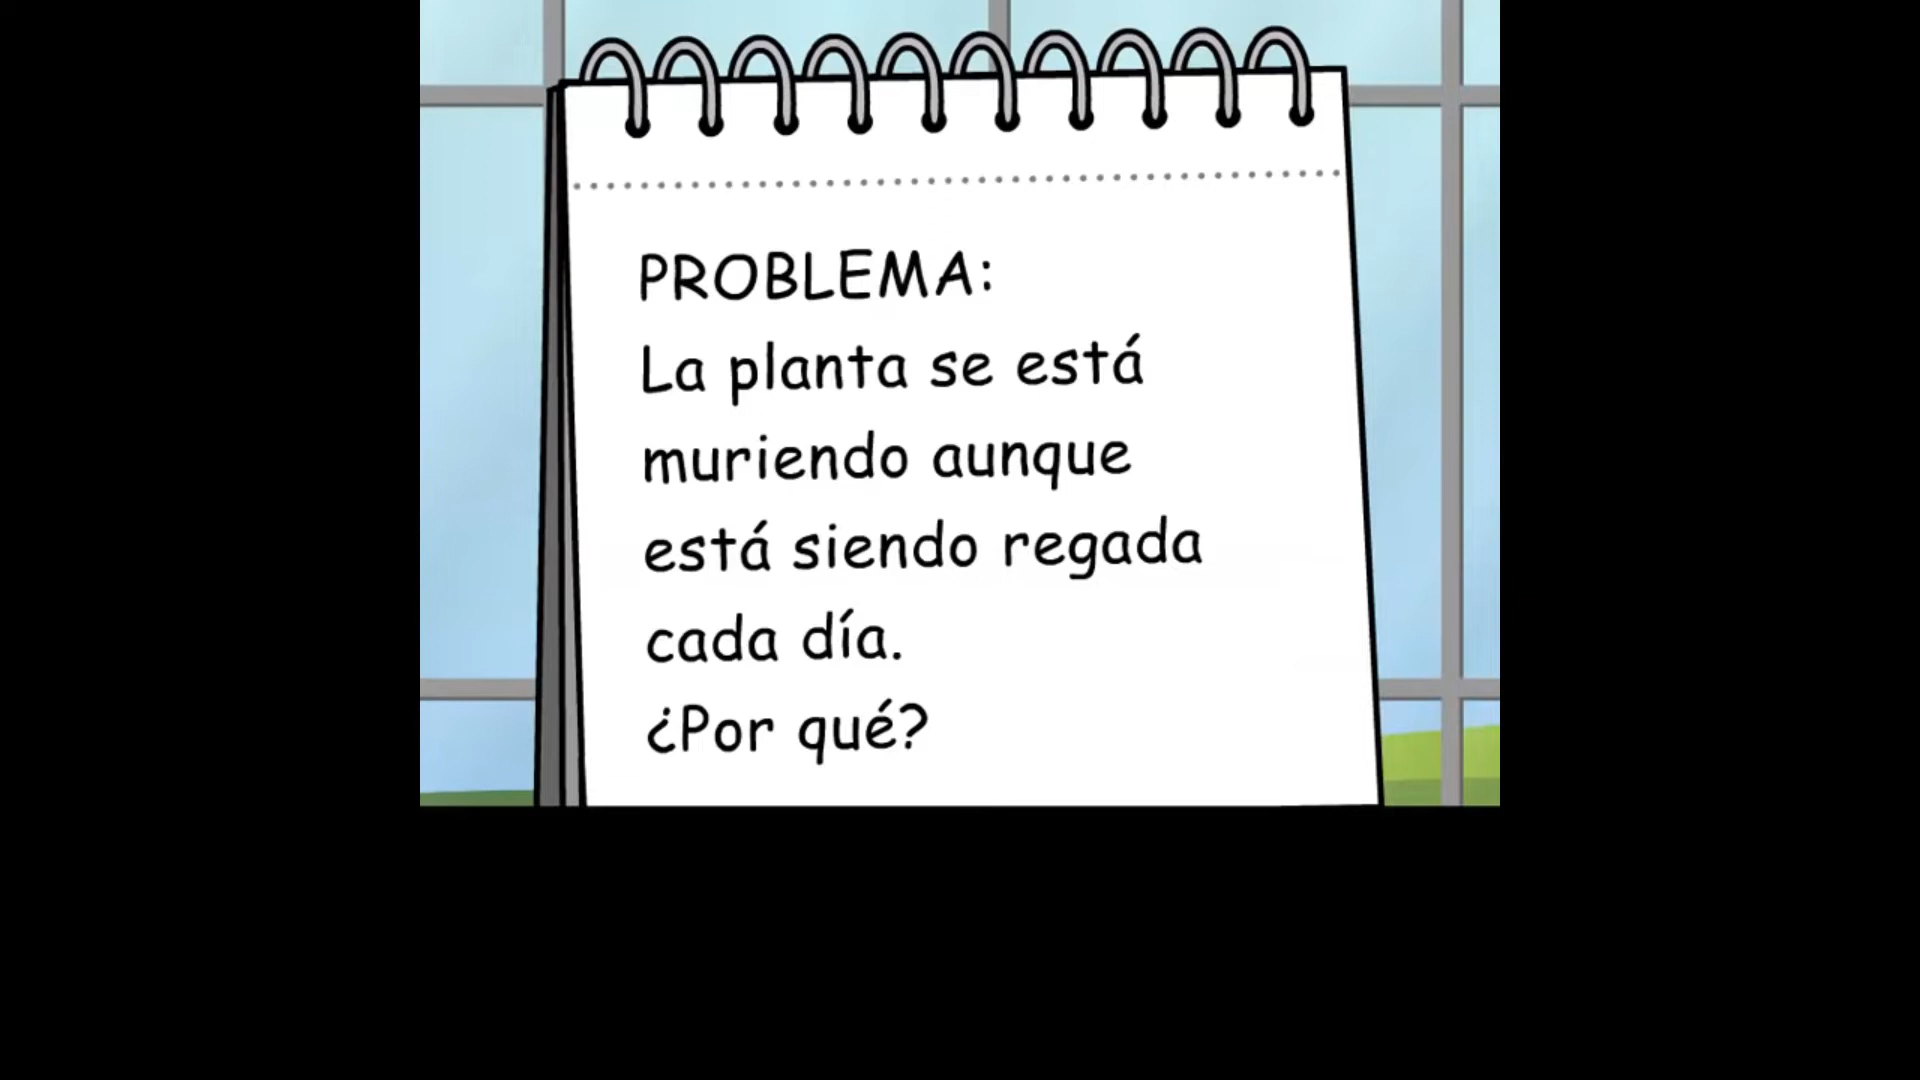 PROBLEMA:
La planta se está
muriendo aunque
está siendo regada
cada día.
¿Por qué?